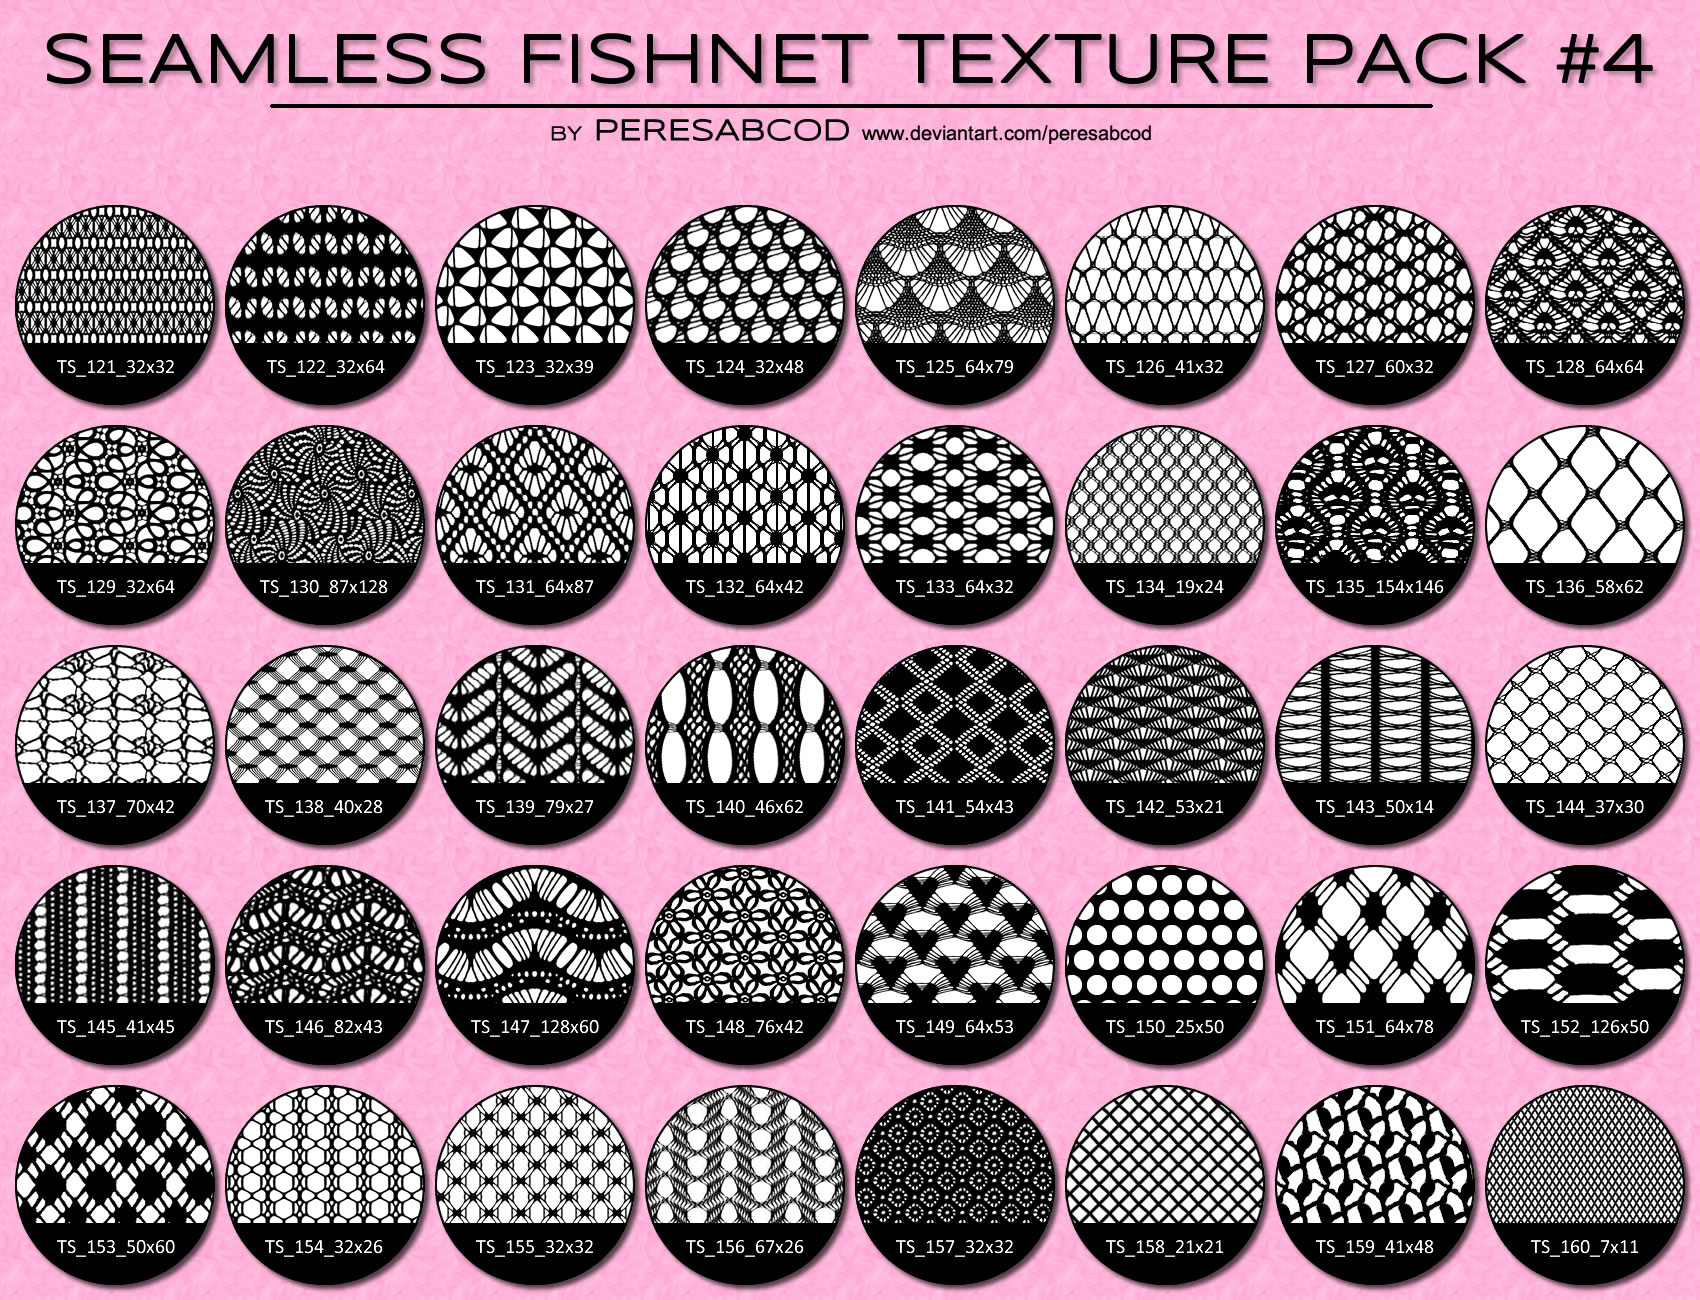 SEAMLESS FISHNET TEXTURE PACK #4
BY PERESABCOD www.deviantart.com/peresabcod
TS_121_32x32
TS_122_32x64
TS_123_32x39
TS_124_32x48
TS_125_64x79
TS_126_41x32
TS_127_60x32
TS_128_64x64
TS_129_32x64
TS_130_87x128
TS_131_64x87
TS_132_64x42
TS_133_64x32
TS_134_19x24
TS_135_154x146
TS_136_58x62
TS_137_70x42
TS_138_40x28
TS_139_79x27
TS_140_46x62
TS_141_54x43
TS_142_53x21
TS_143_50x14
TS_144_37x30
TS_145_41x45
TS_146_82x43
TS_147_128x60
TS_148_76x42
TS_149_64x53
TS_150_25x50
TS_151_64x78
TS_152_126x50
TS_153_50x60
TS_154_32x26
TS_155_32x32
TS_156_67x26
TS_157_32x32
TS_158_21x21
TS_159_41x48
TS_160_7x11